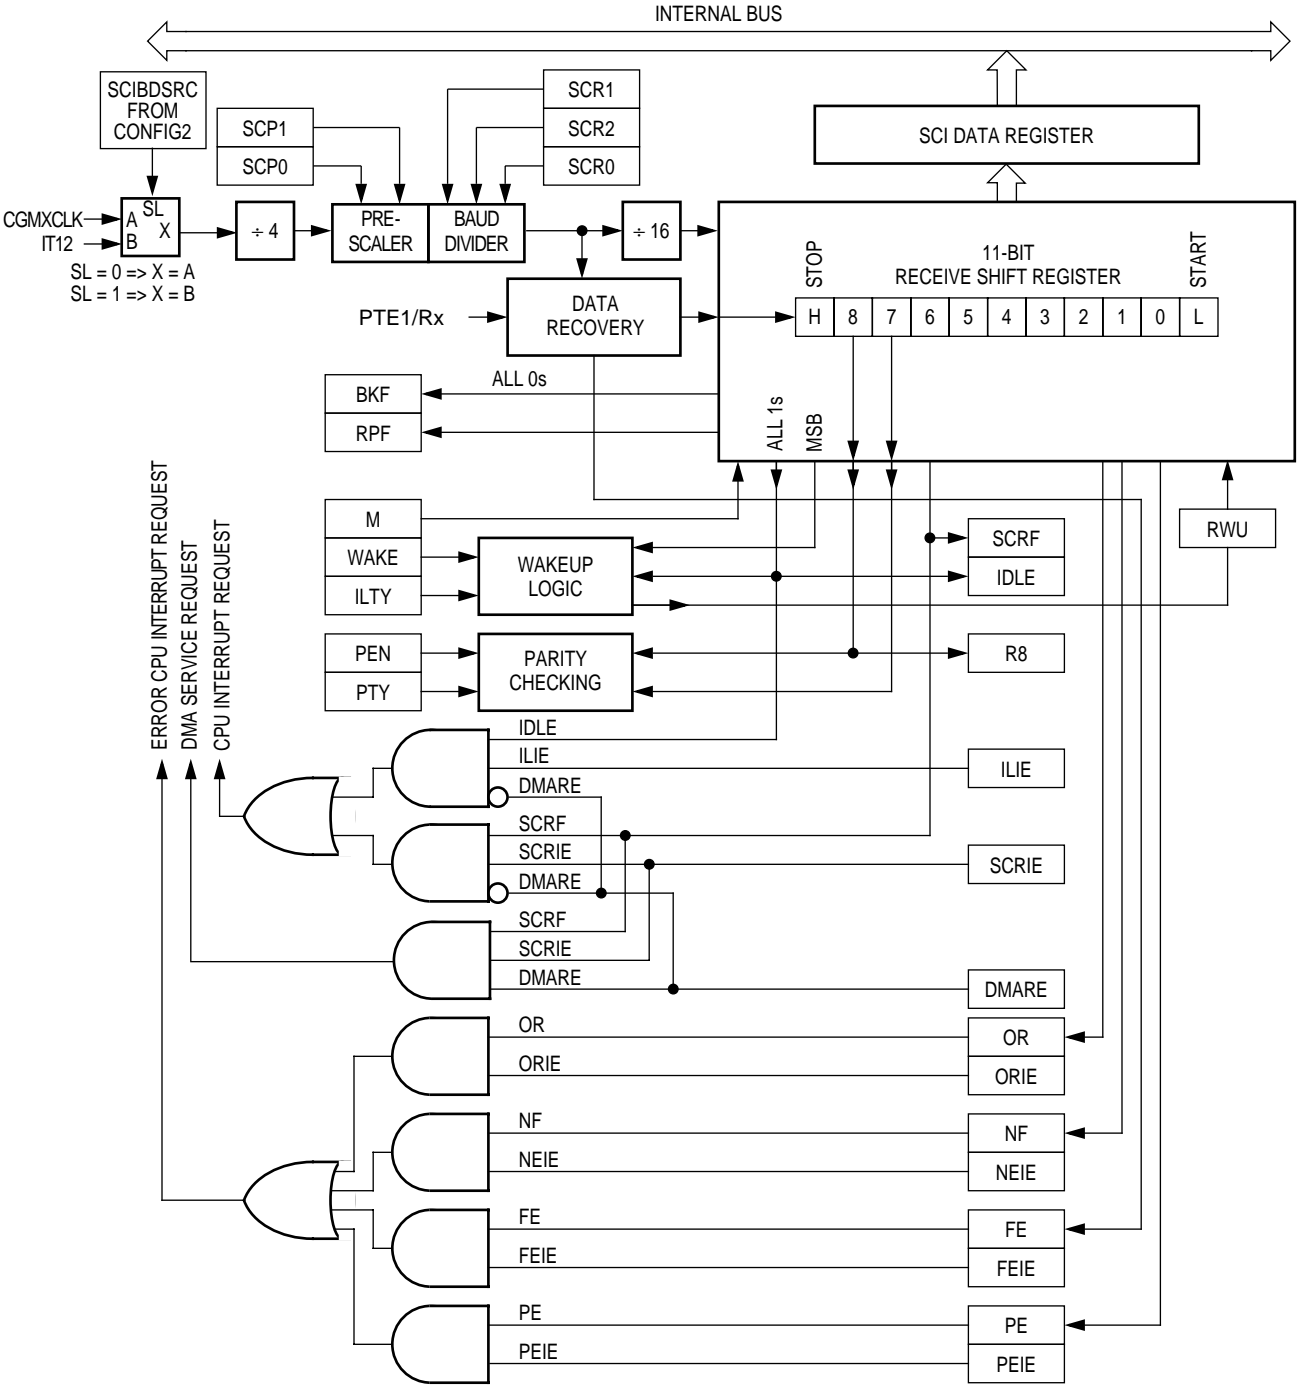 INTERNAL BUS
SCIBDSRC
FROM
CONFIG2
SCP1
SCP0
SCR1
SCR2
SCR0
SCI DATA REGISTER
CGMXCLK
IT12
SL
A
B
X
SL = 0 => X = A
SL = 1 => X = B
÷ 4
PRE-
SCALER
BAUD
DIVIDER
÷ 16
STOP
11-BIT
RECEIVE SHIFT REGISTER
START
H 8 7 6 5 4 3 2 1 0 L
PTE1/Rx
DATA
RECOVERY
ALL 0s
BKF
RPF
ALL 1s
MSB
M
WAKE
ILTY
WAKEUP
LOGIC
SCRF
IDLE
RWU
PEN
PTY
PARITY
CHECKING
R8
ERROR CPU INTERRUPT REQUEST
DMA SERVICE REQUEST
CPU INTERRUPT REQUEST
IDLE
ILIE
DMARE
ILIE
SCRF
SCRIE
DMARE
SCRIE
SCRF
SCRIE
DMARE
DMARE
OR
ORIE
OR
ORIE
NF
NEIE
NF
NEIE
FE
FEIE
FE
FEIE
PE
PEIE
PE
PEIE